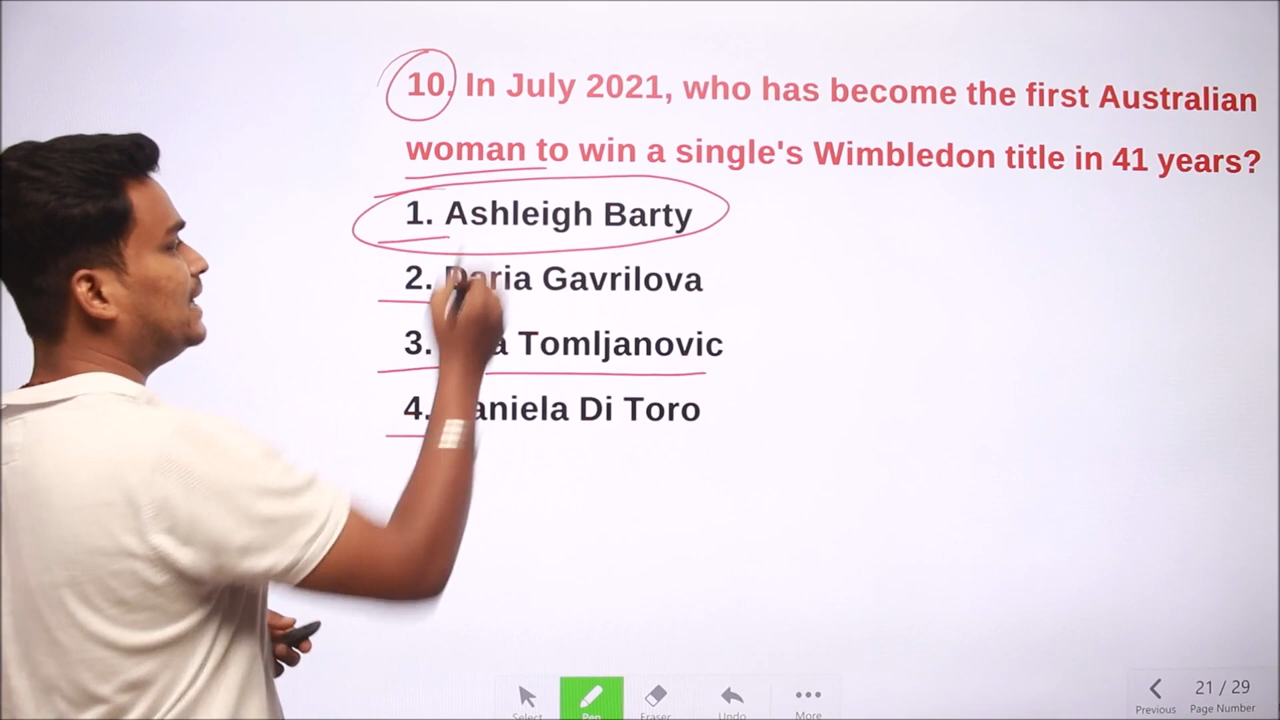 10. In July 2021, who has become the first Australian
woman to win a single's Wimbledon title in 41 years?
1. Ashleigh Barty
2. Daria Gavrilova
3. Tomljanovic
4. Di Toro
Select
Pen
Eraser
Undo
More
Previous
21 / 29
Page Number